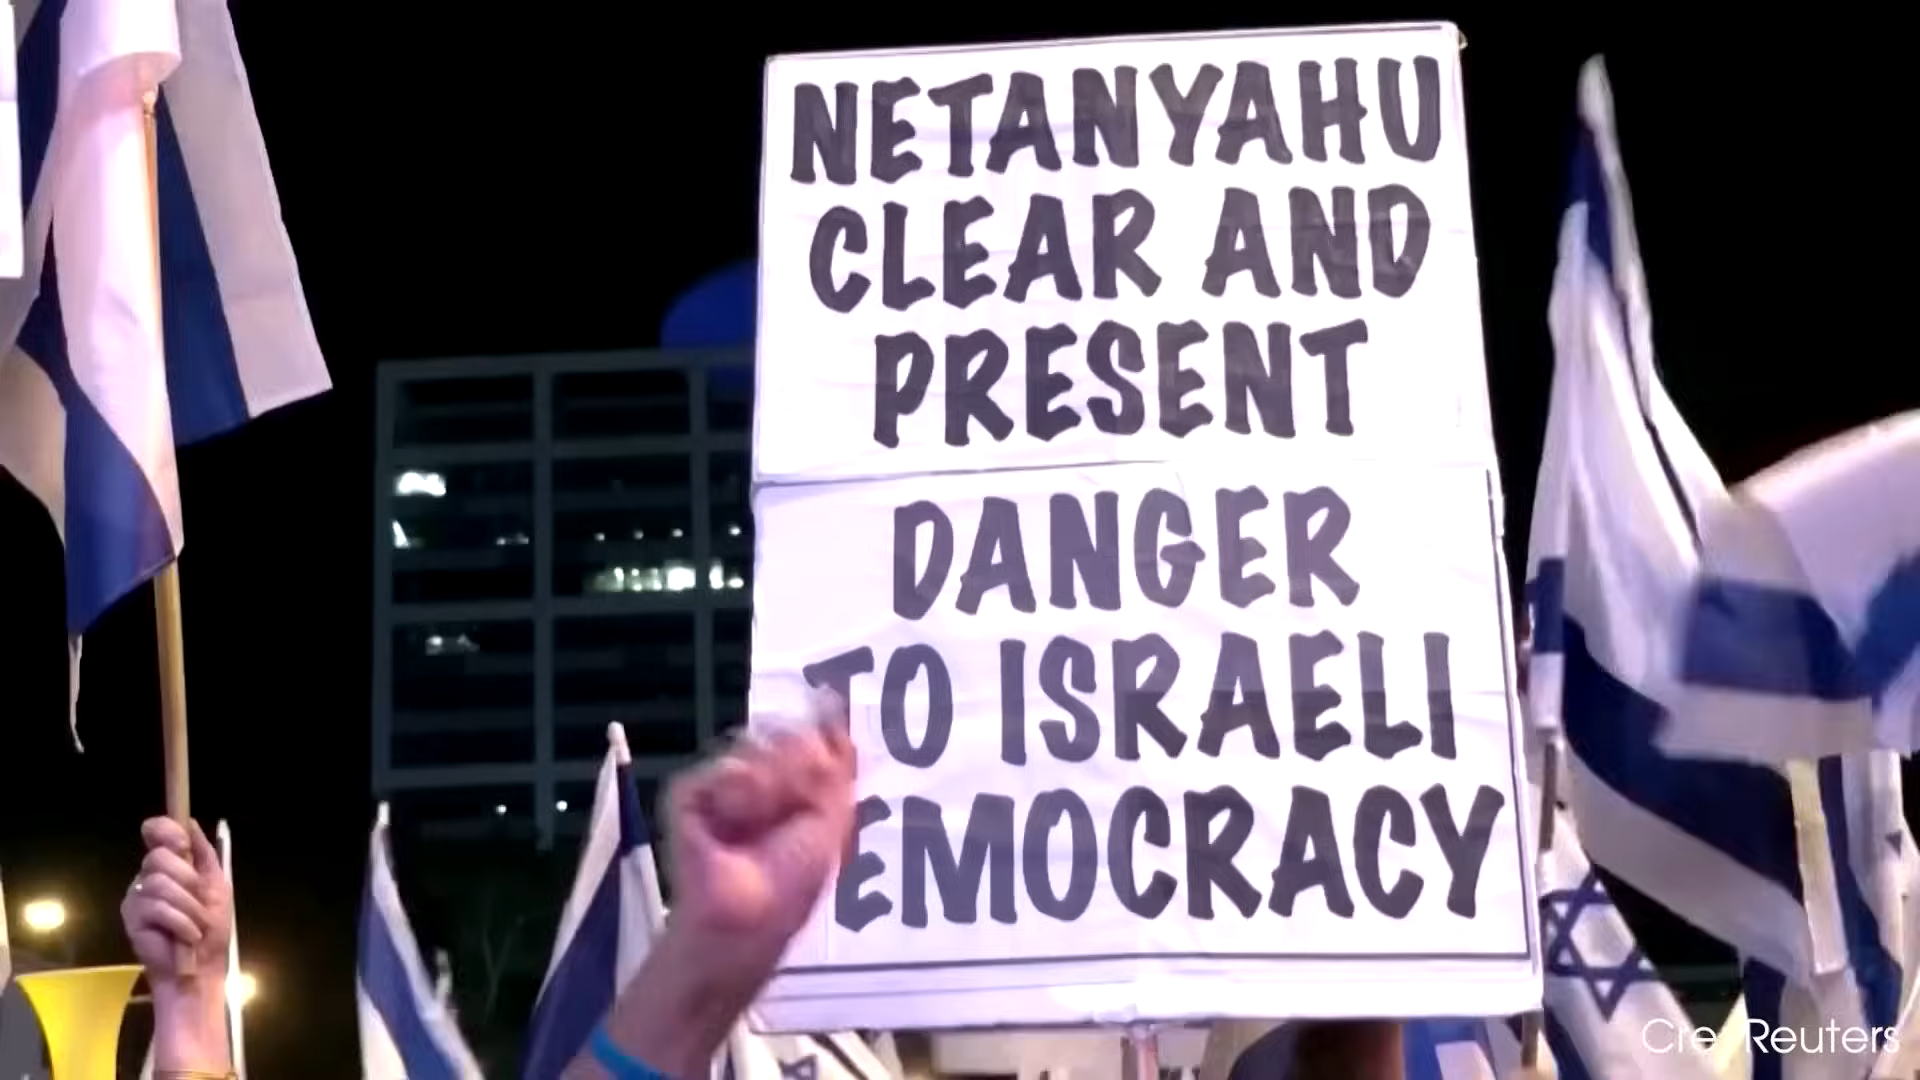 NETANYAHU
CLEAR AND
PRESENT
DANGER
TO ISRAELI
EMOCRACY
Reuters